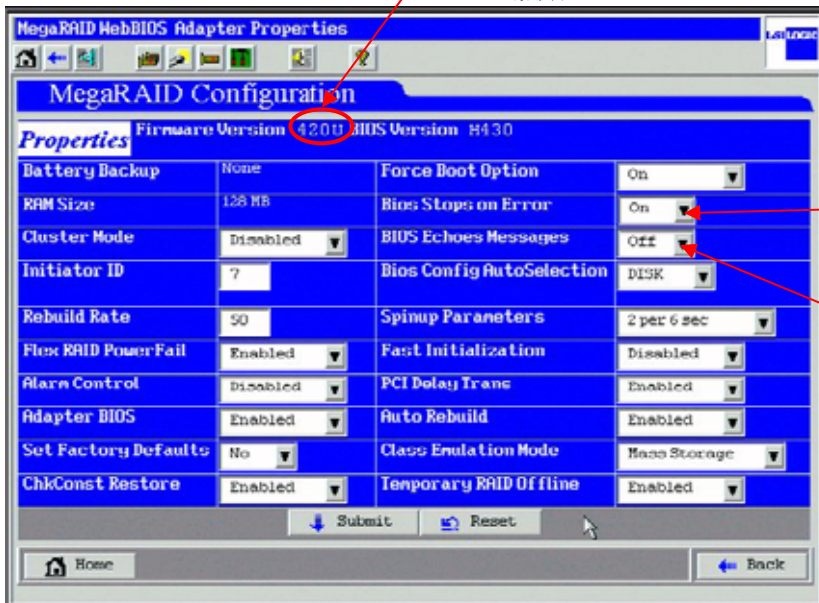 MegaRAID WebBIOS Adapter Properties
LSI LOGIC
MegaRAID Configuration
Properties Firmware Version 420U BIOS Version H430
Battery Backup None Force Boot Option On
RAM Size 128 MB Bios Stops on Error On
Cluster Mode Disabled BIOS Echoes Messages Off
Initiator ID 7 Bios Config AutoSelection DISK
Rebuild Rate 50 Spinup Parameters 2 per 6 sec
Flex RAID PowerFail Enabled Fast Initialization Disabled
Alarm Control Disabled PCI Delay Trans Enabled
Adapter BIOS Enabled Auto Rebuild Enabled
Set Factory Defaults No Class Emulation Mode Mass Storage
ChkConst Restore Enabled Temporary RAID Offline Enabled
Submit Reset
Home Back